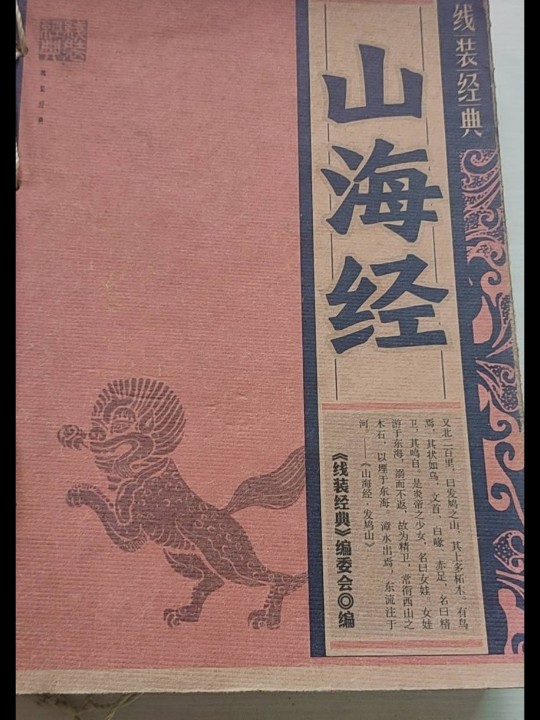 线装经典
山海经
又北二百里，曰发鸠之山，其上多柘木，有鸟
焉，其状如乌，文首、白喙、赤足，名曰精
卫，其鸣自。是炎帝之少女，名曰女娃。女娃
游于东海，溺而不返，故为精卫，常衔西山之
木石，以埋于东海。漳水出焉，东流注于
河。——《山海经·发鸠山》
《线装经典》编委会◎编
线装经典